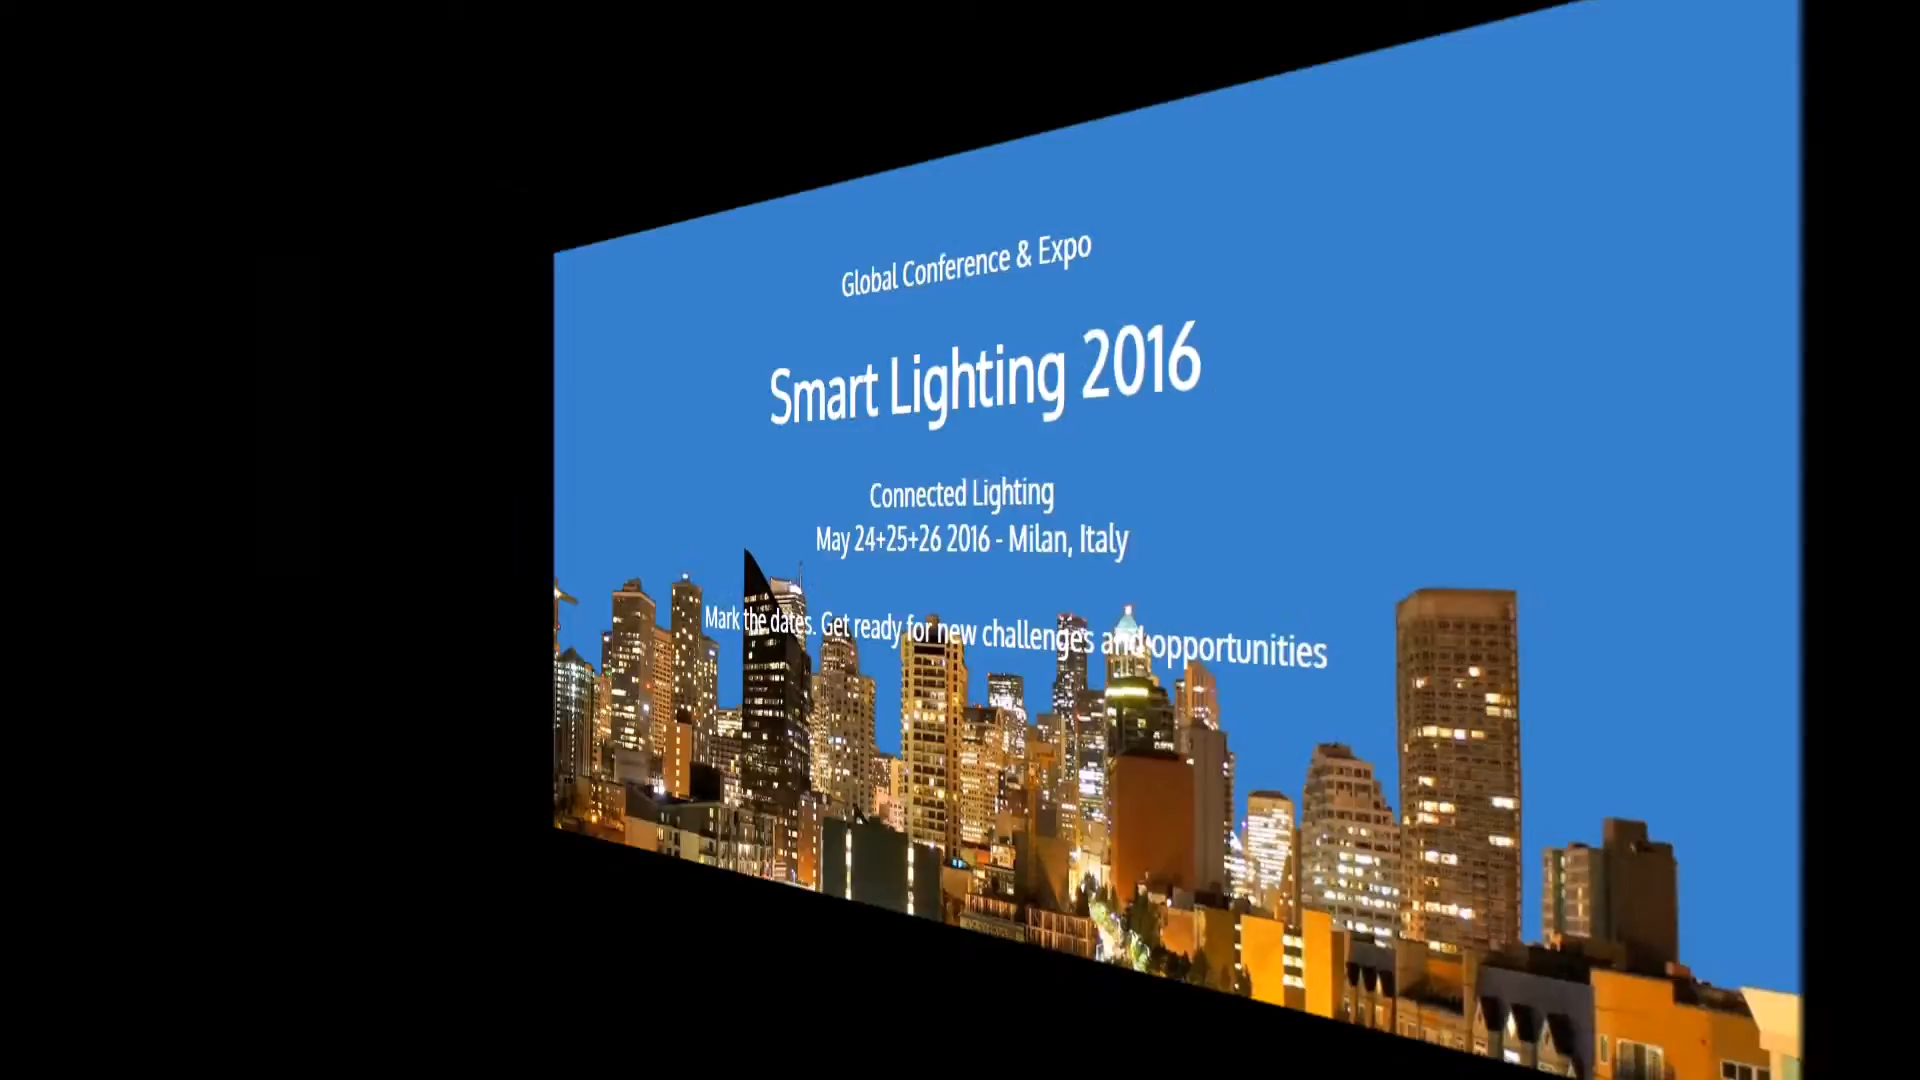 Global Conference & Expo
Smart Lighting 2016
Connected Lighting
May 24+25+26 2016 - Milan, Italy
Mark the dates. Get ready for new challenges and opportunities